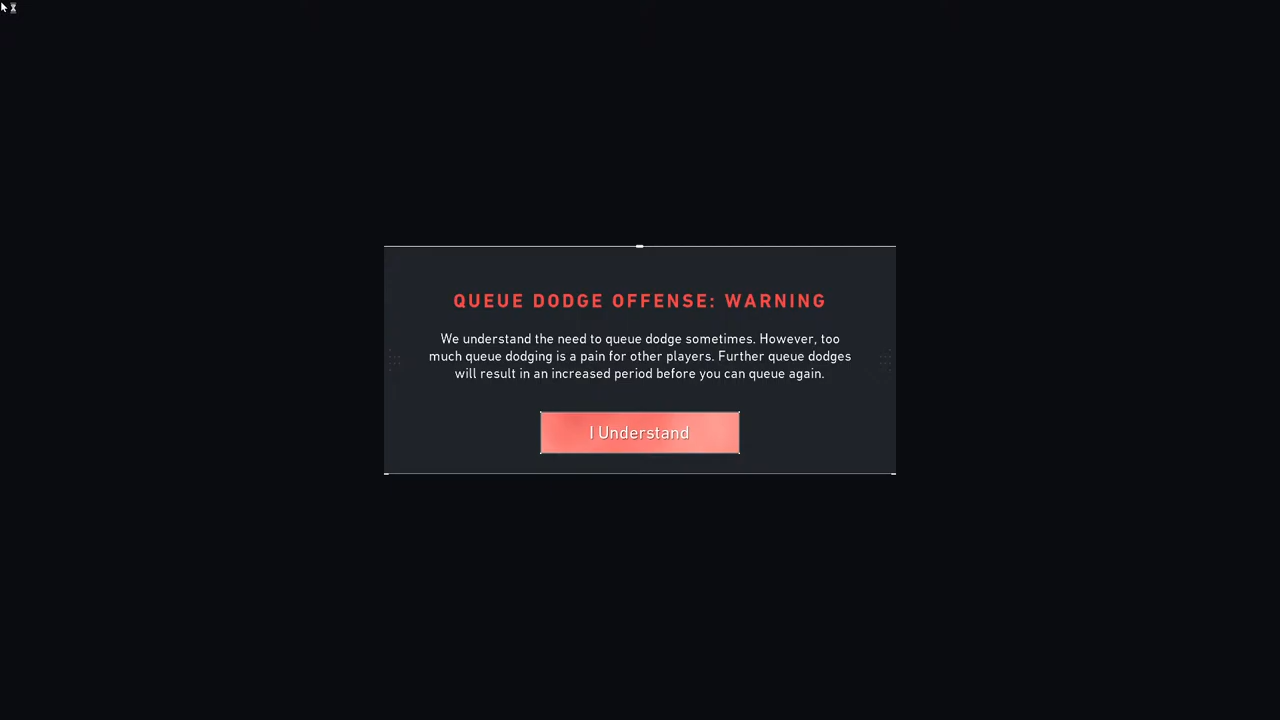 QUEUE DODGE OFFENSE: WARNING
We understand the need to queue dodge sometimes. However, too
much queue dodging is a pain for other players. Further queue dodges
will result in an increased period before you can queue again.
I Understand